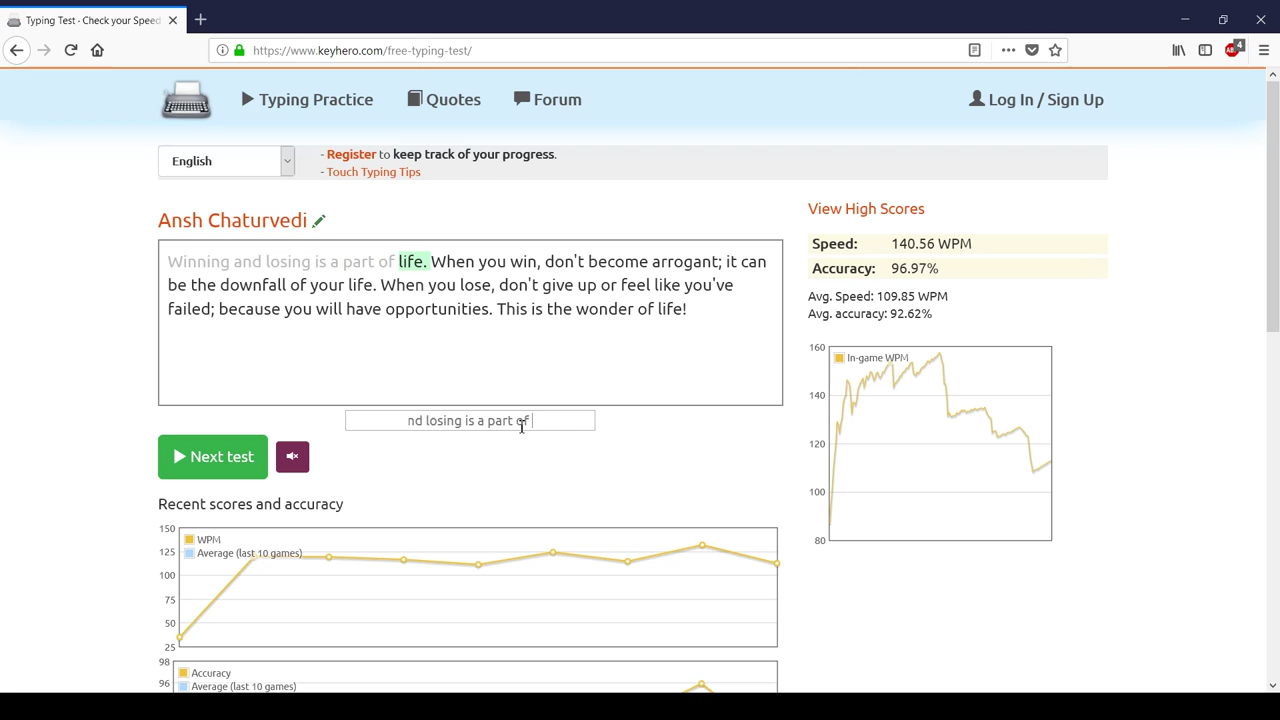 Typing Test - Check your Speed
https://www.keyhero.com/free-typing-test/
4
Typing Practice
Quotes
Forum
Log In / Sign Up
English
- Register to keep track of your progress.
- Touch Typing Tips
Ansh Chaturvedi
Winning and losing is a part of life. When you win, don't become arrogant; it can
be the downfall of your life. When you lose, don't give up or feel like you've
failed; because you will have opportunities. This is the wonder of life!
nd losing is a part of
Next test
View High Scores
Speed: 140.56 WPM
Accuracy: 96.97%
Avg. Speed: 109.85 WPM
Avg. accuracy: 92.62%
160
In-game WPM
140
120
100
80
Recent scores and accuracy
150
WPM
Average (last 10 games)
125
100
75
50
25
98
Accuracy
96
Average (last 10 games)